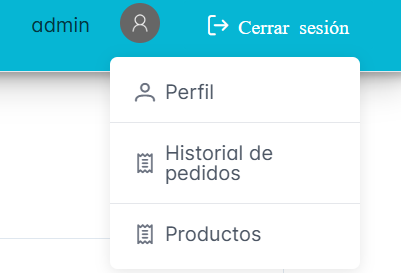 admin
Cerrar sesión
Perfil
Historial de
pedidos
Productos